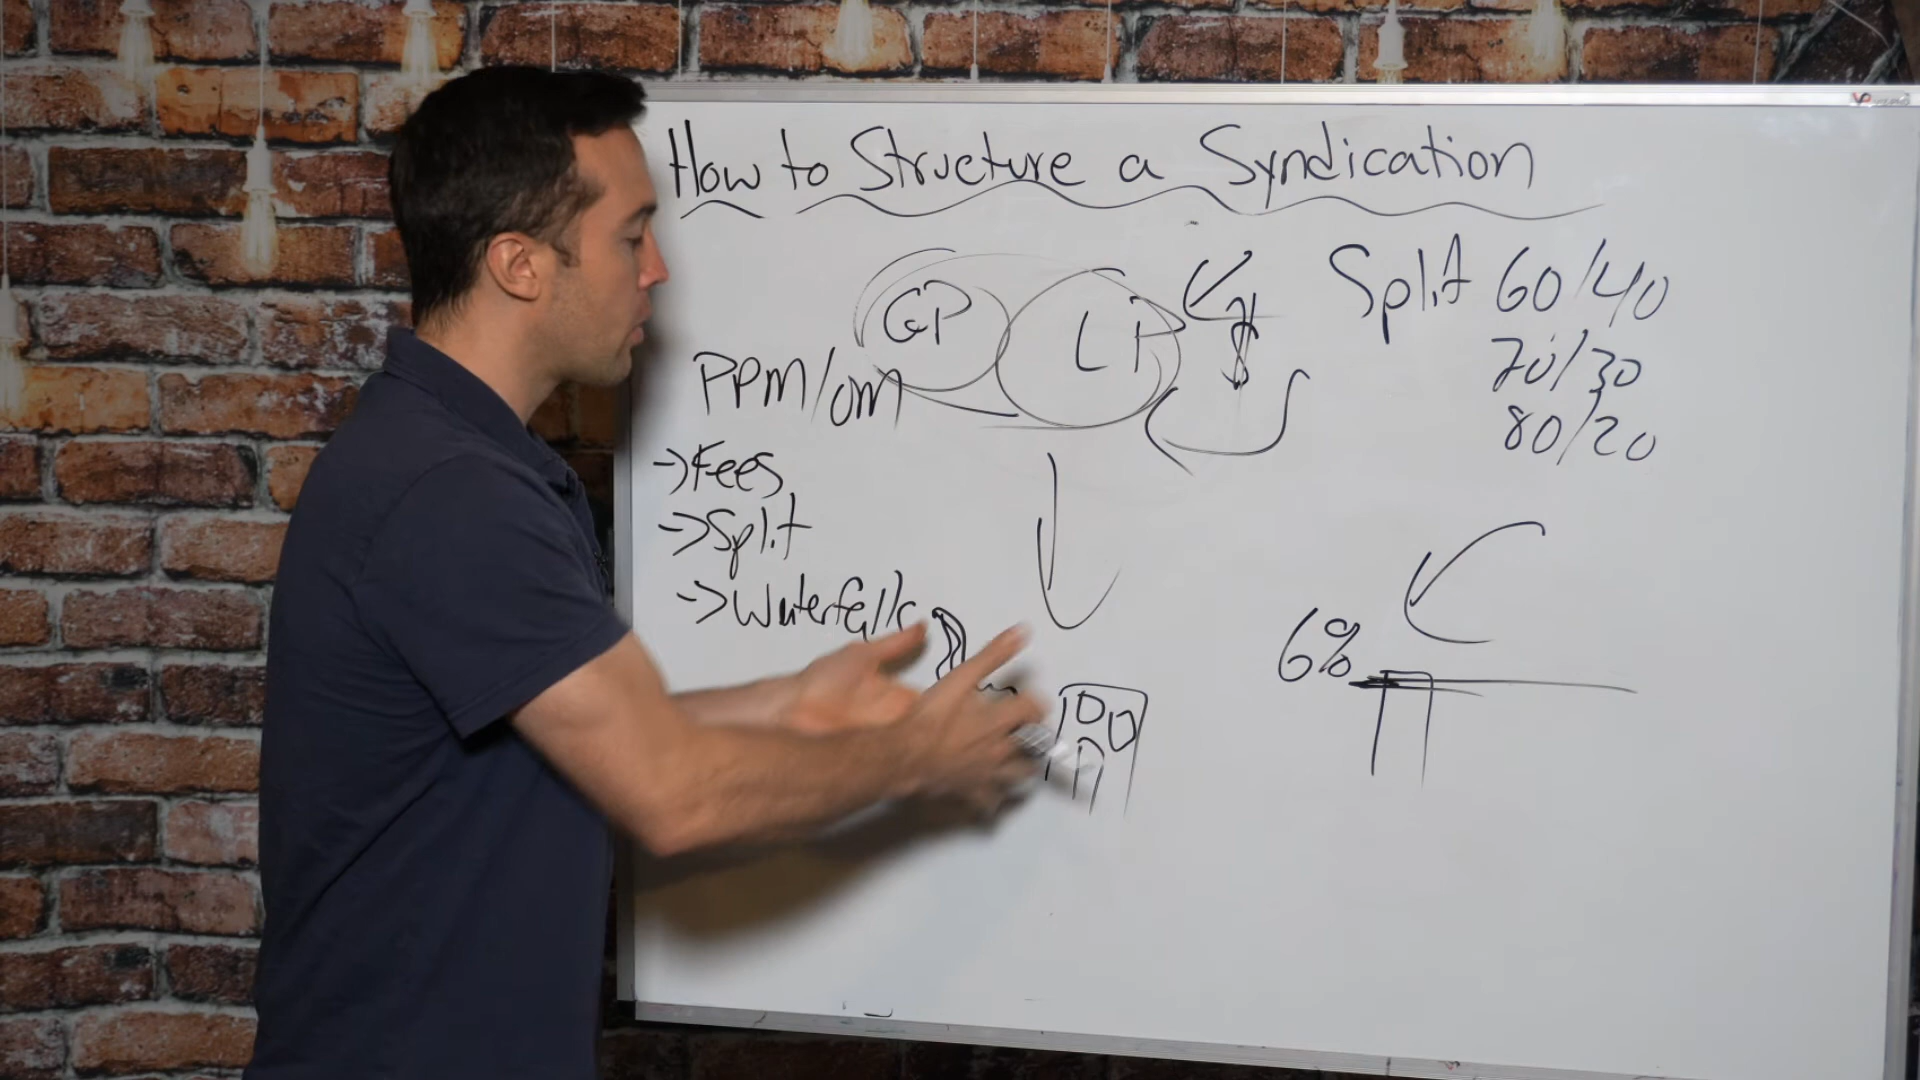 How to Structure a Syndication
GP
LP
$
Split 60/40
70/30
80/20
PPM/OM
→Fees
→Split
→Waterfalls
6%